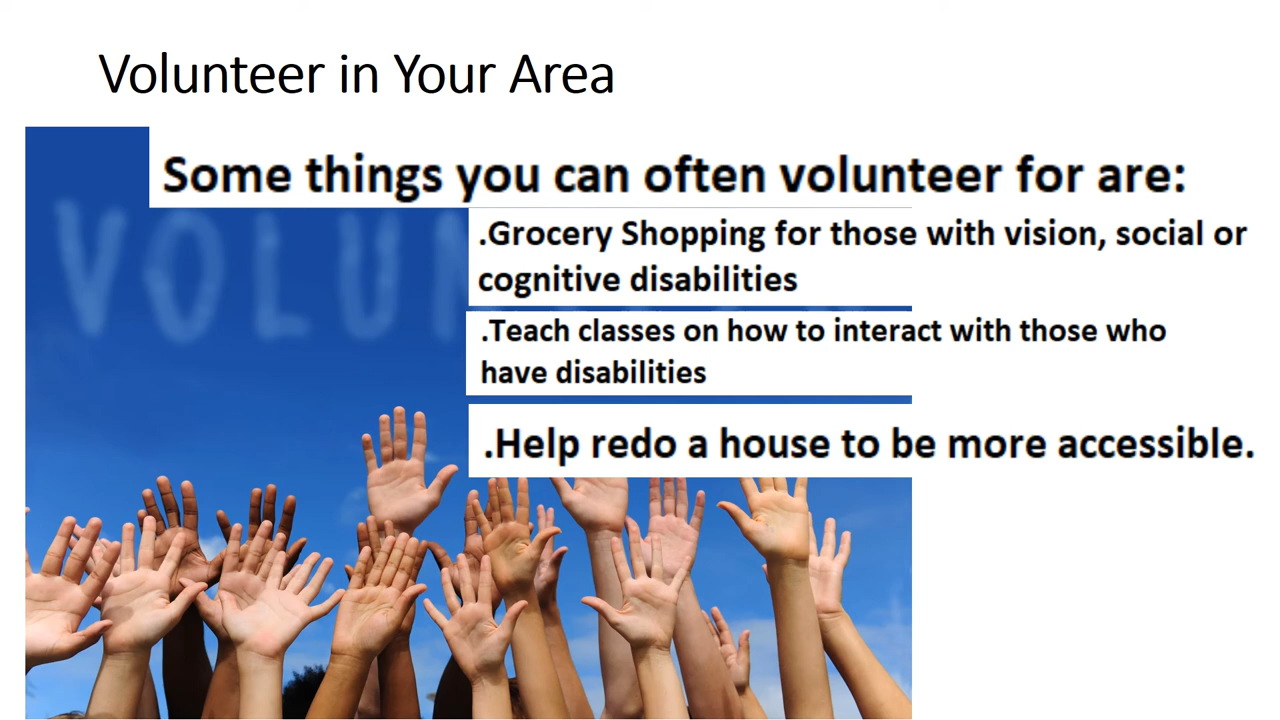 Volunteer in Your Area
Some things you can often volunteer for are:
VOLUN
.Grocery Shopping for those with vision, social or
cognitive disabilities
.Teach classes on how to interact with those who
have disabilities
.Help redo a house to be more accessible.